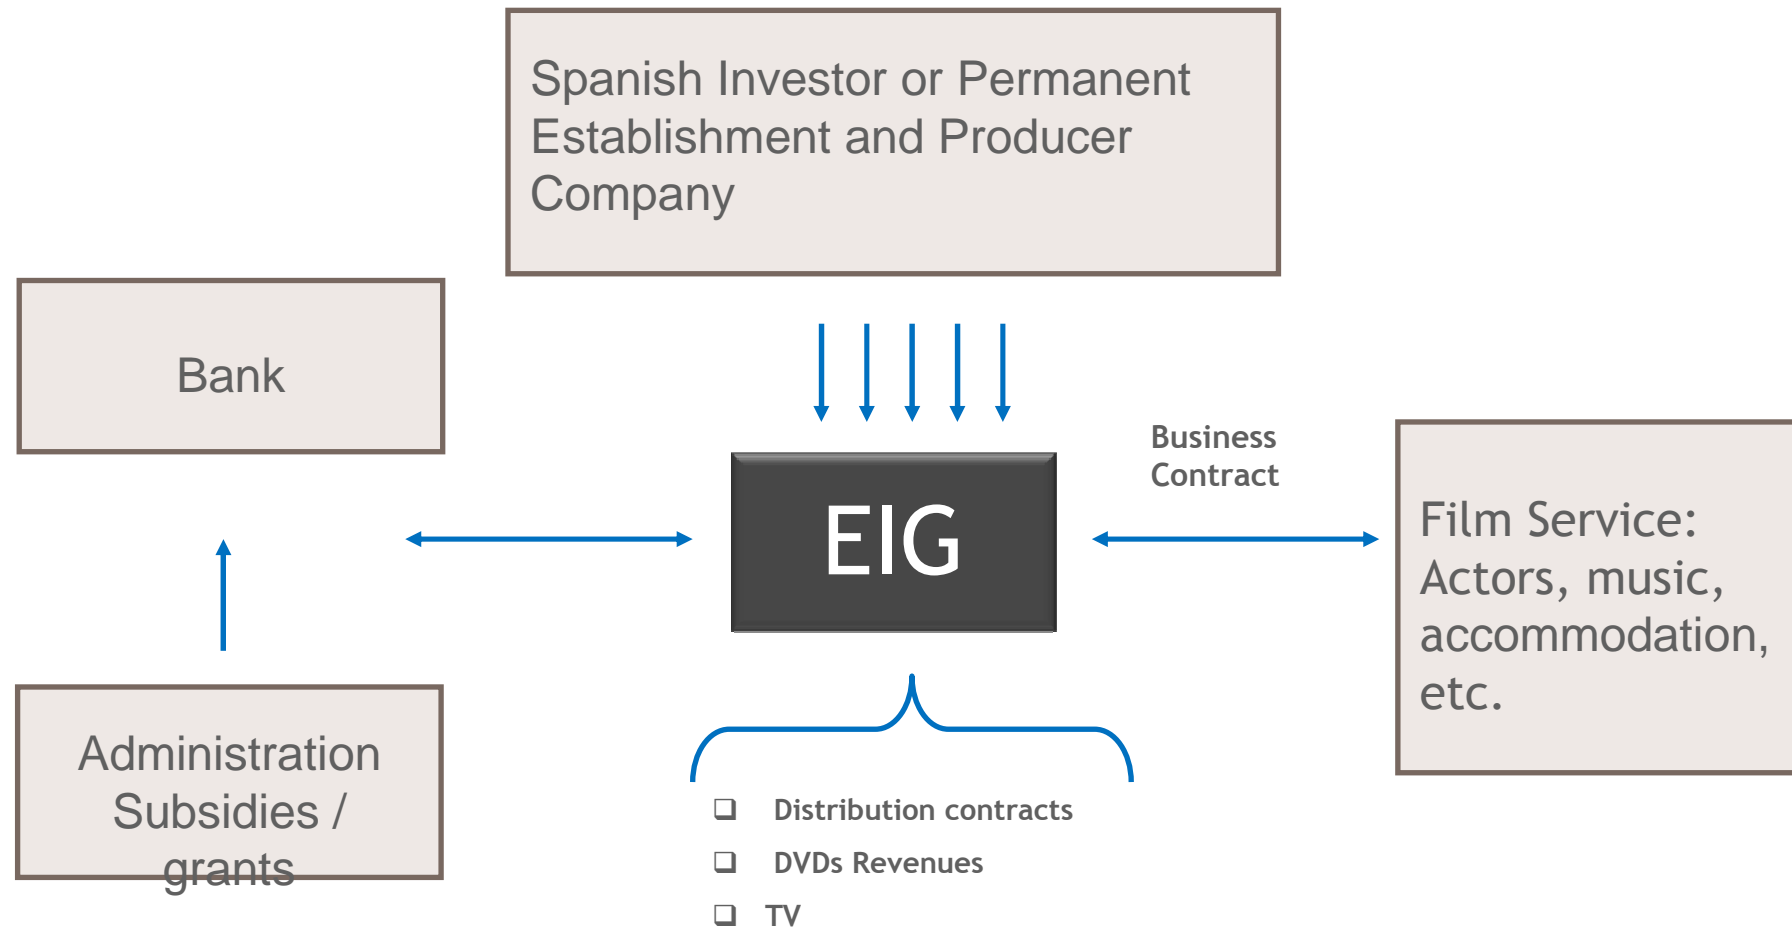 Spanish Investor or Permanent
Establishment and Producer
Company
Bank
Business
Contract
EIG
Film Service:
Actors, music,
accommodation,
etc.
Administration
Subsidies /
grants
❑ Distribution contracts
❑ DVDs Revenues
❑ TV